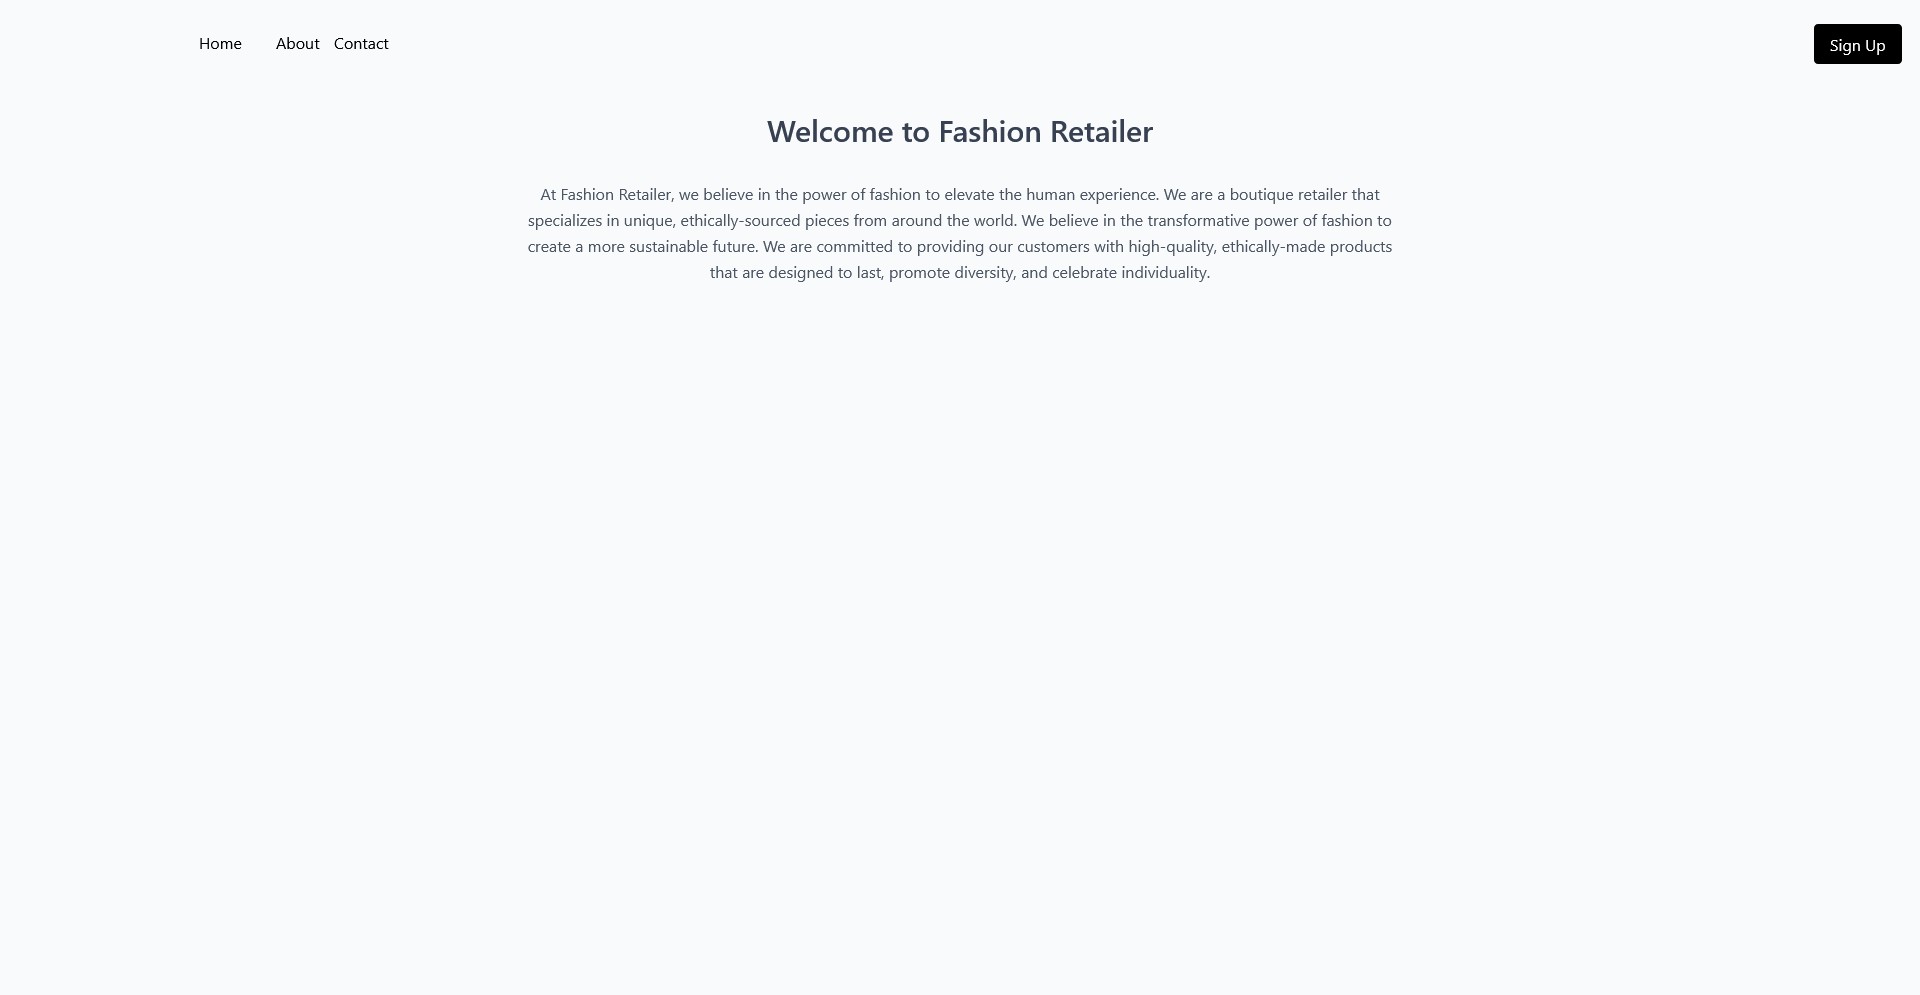 Home About Contact Sign Up
Welcome to Fashion Retailer
At Fashion Retailer, we believe in the power of fashion to elevate the human experience. We are a boutique retailer that
specializes in unique, ethically-sourced pieces from around the world. We believe in the transformative power of fashion to
create a more sustainable future. We are committed to providing our customers with high-quality, ethically-made products
that are designed to last, promote diversity, and celebrate individuality.